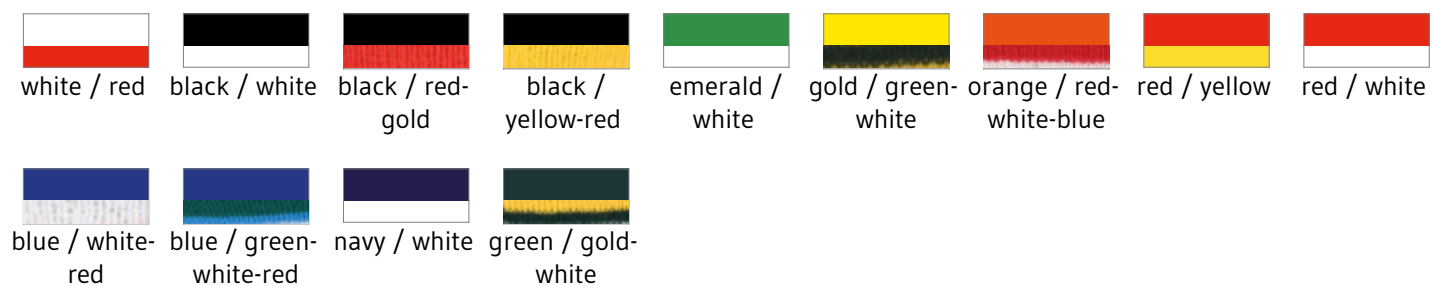 white / red
black / white
black / red-
gold
black /
yellow-red
emerald /
white
gold / green-
white
orange / red-
white-blue
red / yellow
red / white
blue / white-
red
blue / green-
white-red
navy / white
green / gold-
white